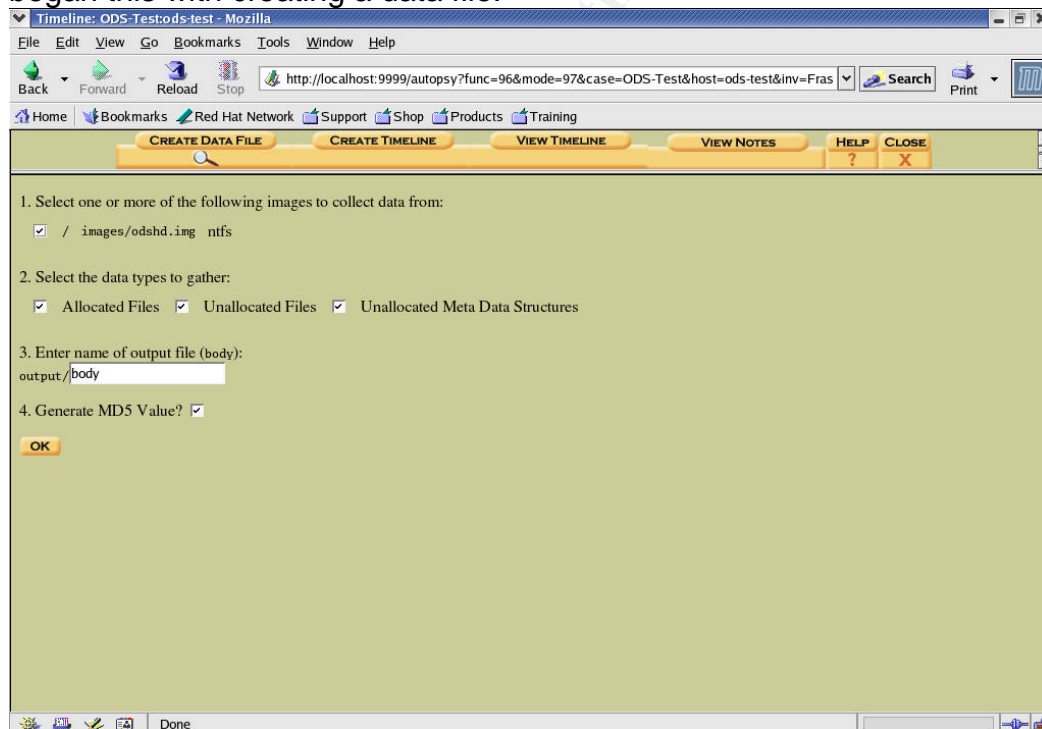 began this with creating a data file.
Timeline: ODS-Test:ods-test - Mozilla
File Edit View Go Bookmarks Tools Window Help
Back Forward Reload Stop http://localhost:9999/autopsy?func=96&mode=97&case=ODS-Test&host=ods-test&inv=Fras Search Print
Home Bookmarks Red Hat Network Support Shop Products Training
CREATE DATA FILE CREATE TIMELINE VIEW TIMELINE VIEW NOTES HELP CLOSE
? X
1. Select one or more of the following images to collect data from:
/ images/odshd.img ntfs
2. Select the data types to gather:
Allocated Files Unallocated Files Unallocated Meta Data Structures
3. Enter name of output file (body):
output/body
4. Generate MD5 Value?
OK
Done